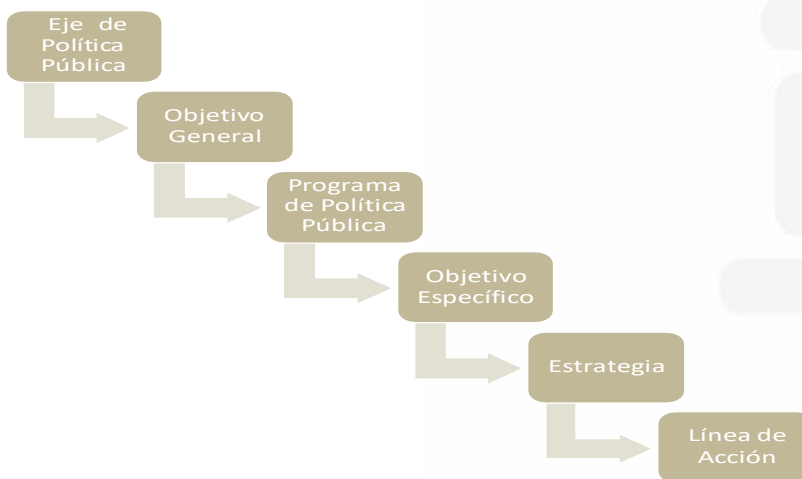 Eje de
Política
Pública
Objetivo
General
Programa
de Política
Pública
Objetivo
Específico
Estrategia
Línea de
Acción